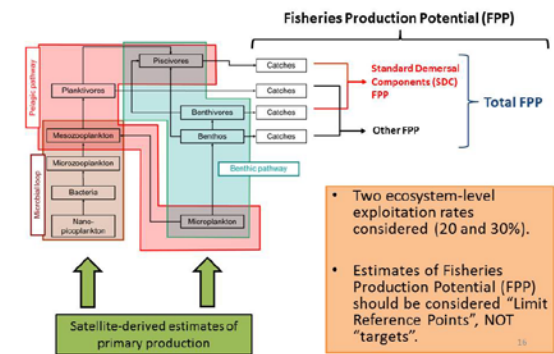 Fisheries Production Potential (FPP)
Pelagic pathway
Piscivores
Catches
Planktivores
Catches
Benthivores
Catches
Benthos
Catches
Standard Demersal
Components (SDC)
FPP
Other FPP
Total FPP
Mesozooplankton
Benthic pathway
Microbial loop
Microzooplankton
Bacteria
Nano-
picoplankton
Microplankton
Satellite-derived estimates of
primary production
• Two ecosystem-level
exploitation rates
considered (20 and 30%).
• Estimates of Fisheries
Production Potential (FPP)
should be considered “Limit
Reference Points”, NOT
“targets”.
16